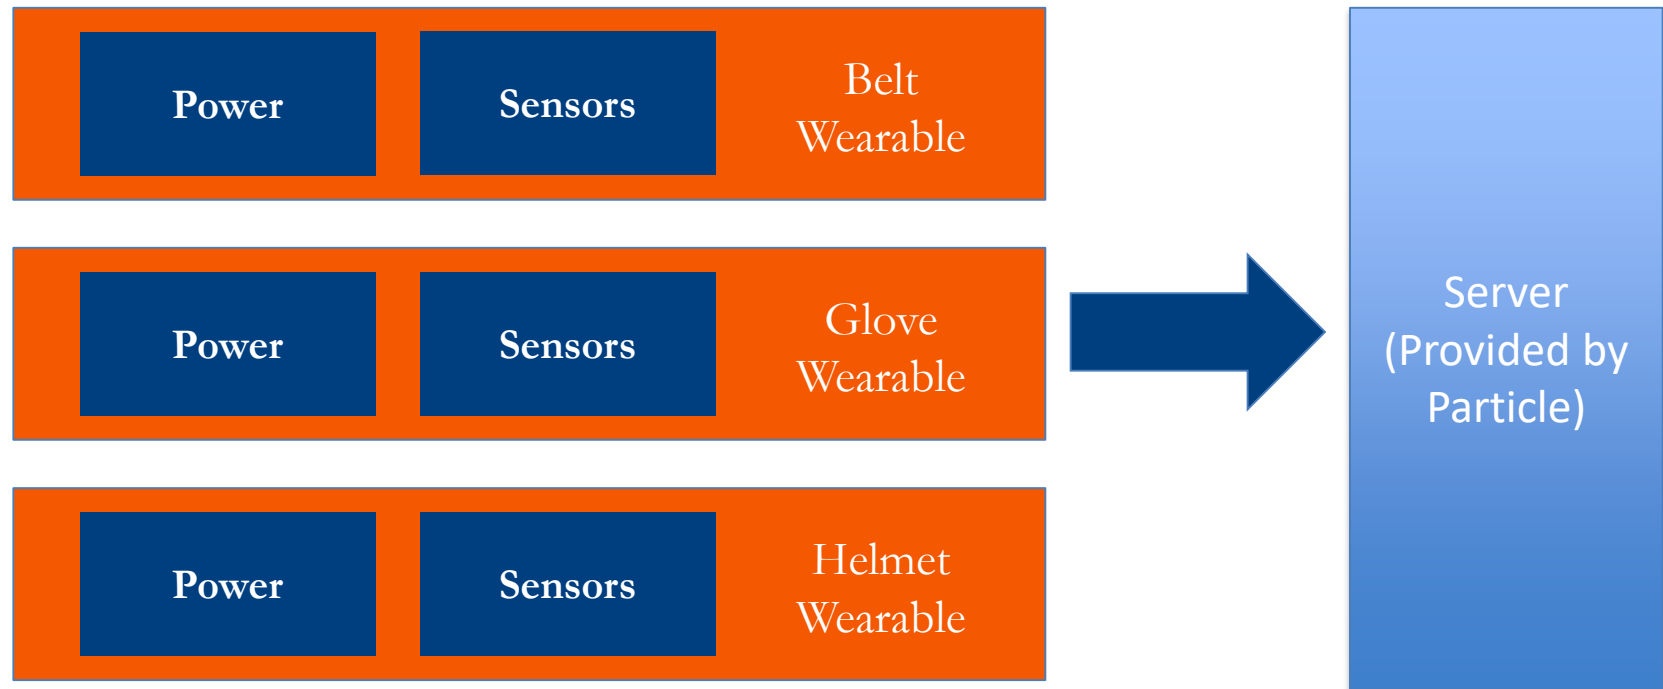 Power
Sensors
Belt
Wearable
Power
Sensors
Glove
Wearable
Power
Sensors
Helmet
Wearable
Server
(Provided by
Particle)